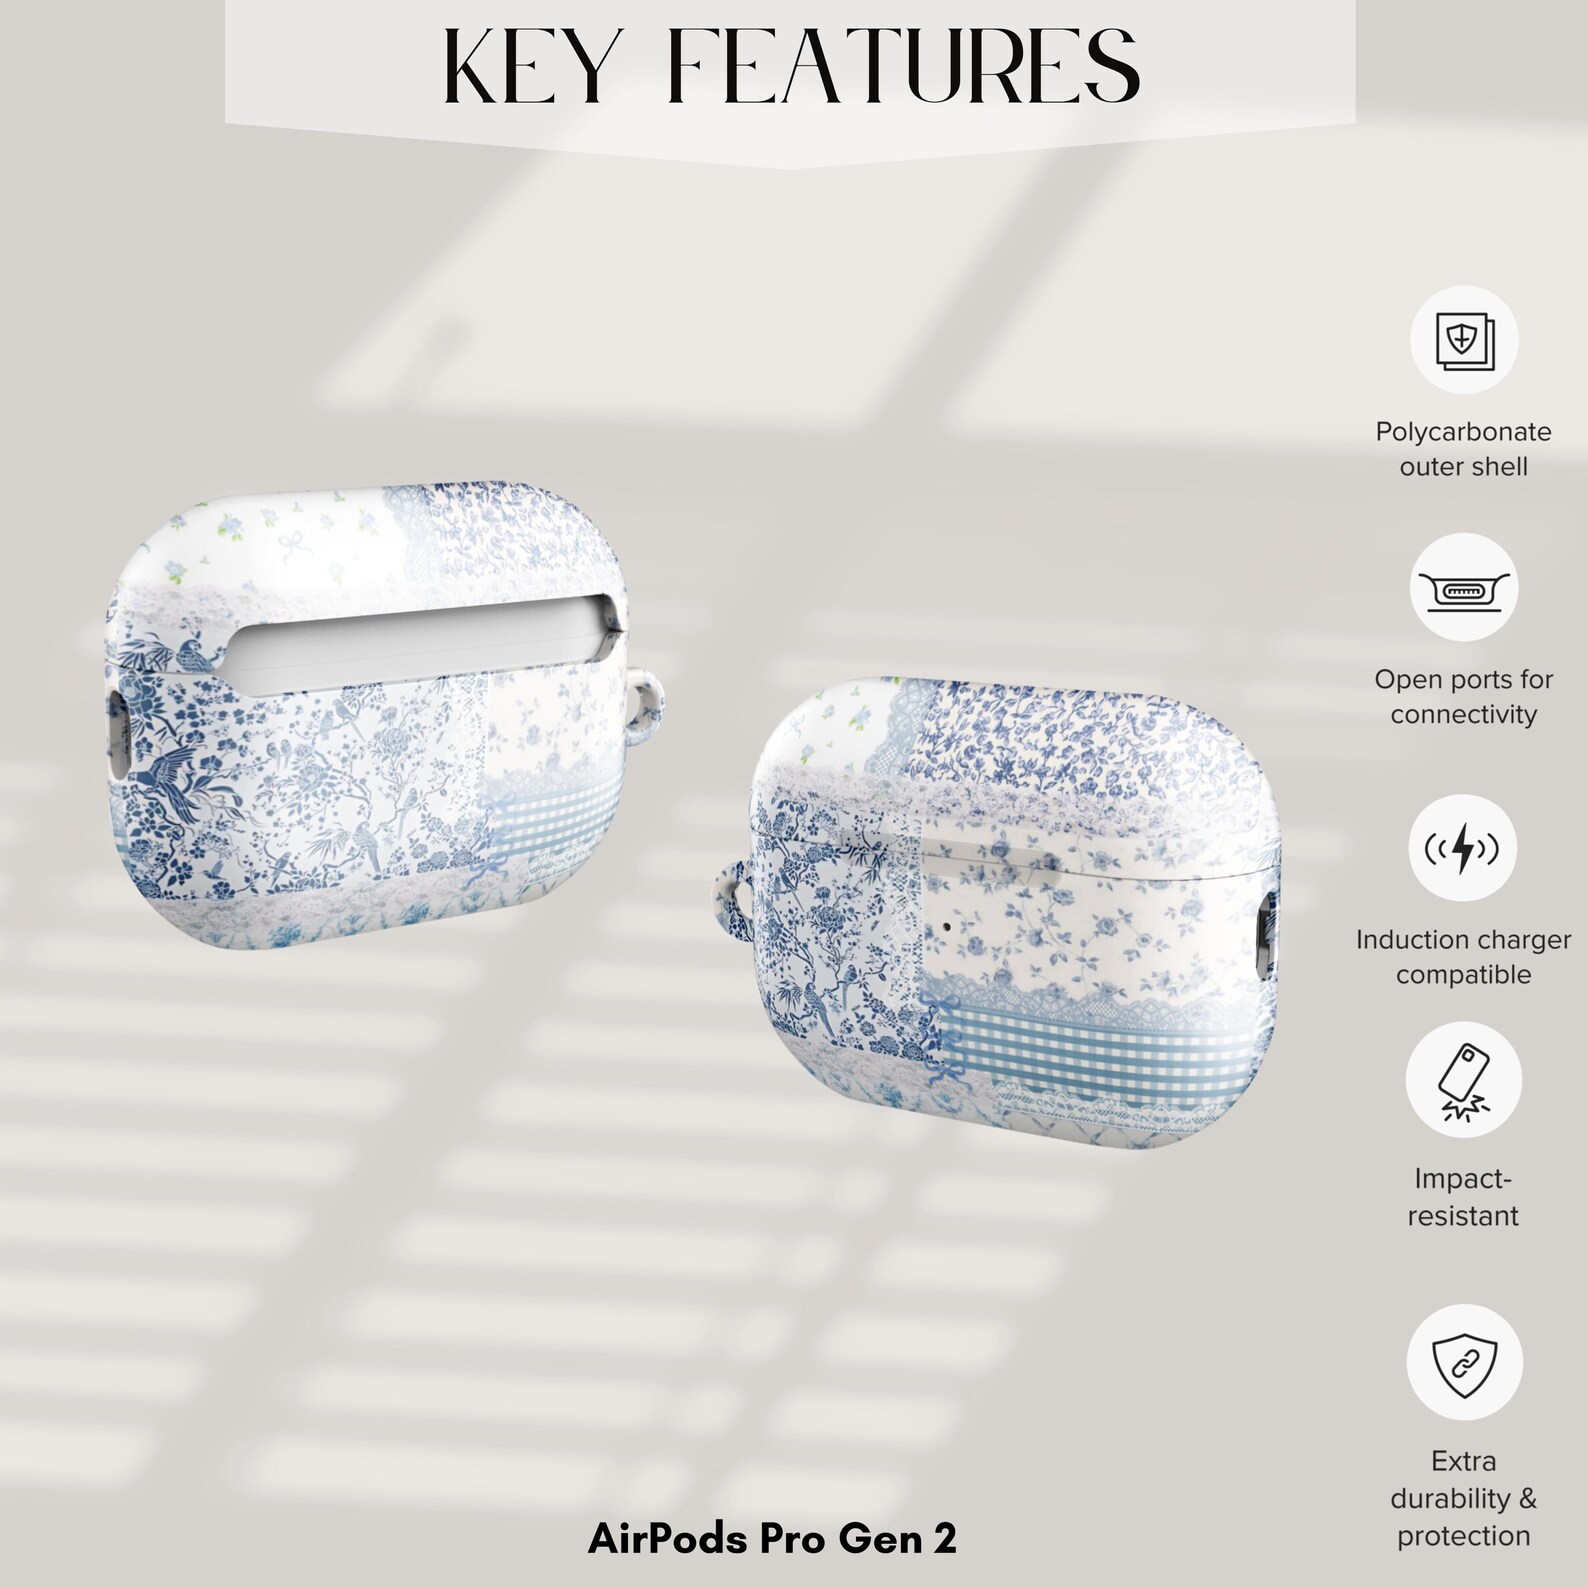 KEY FEATURES
Polycarbonate
outer shell
Open ports for
connectivity
Induction charger
compatible
Impact-
resistant
Extra
durability &
protection
AirPods Pro Gen 2